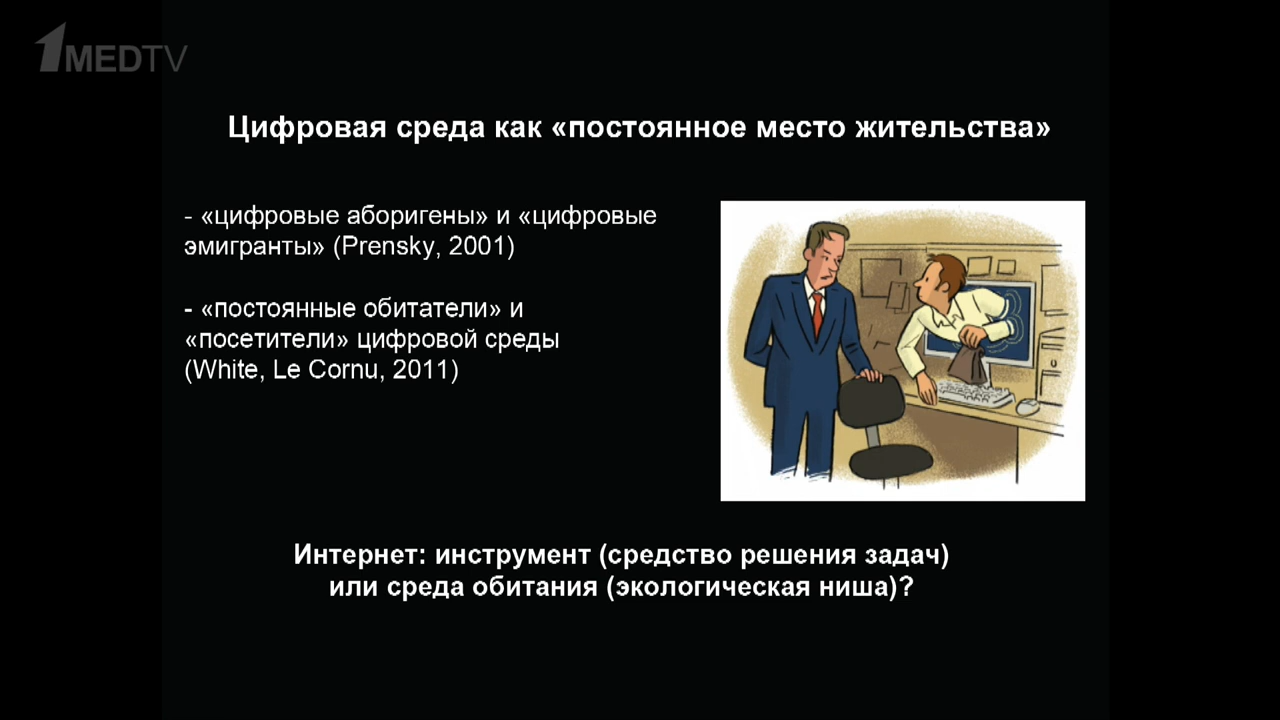 1MEDTV
Цифровая среда как «постоянное место жительства»
- «цифровые аборигены» и «цифровые
эмигранты» (Prensky, 2001)
- «постоянные обитатели» и
«посетители» цифровой среды
(White, Le Cornu, 2011)
Интернет: инструмент (средство решения задач)
или среда обитания (экологическая ниша)?